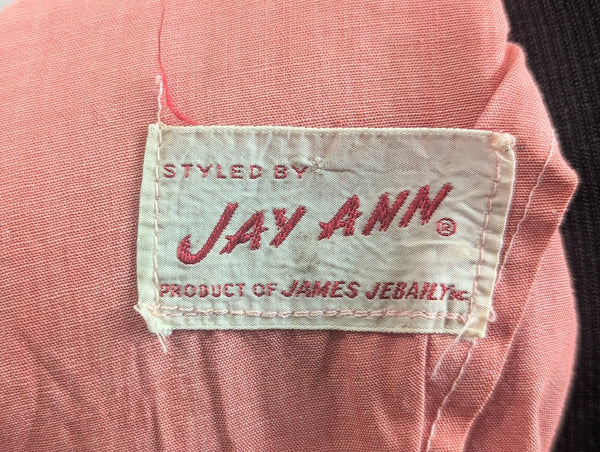 STYLED BY
JAY ANN ®
PRODUCT OF JAMES JEBAILY INC.